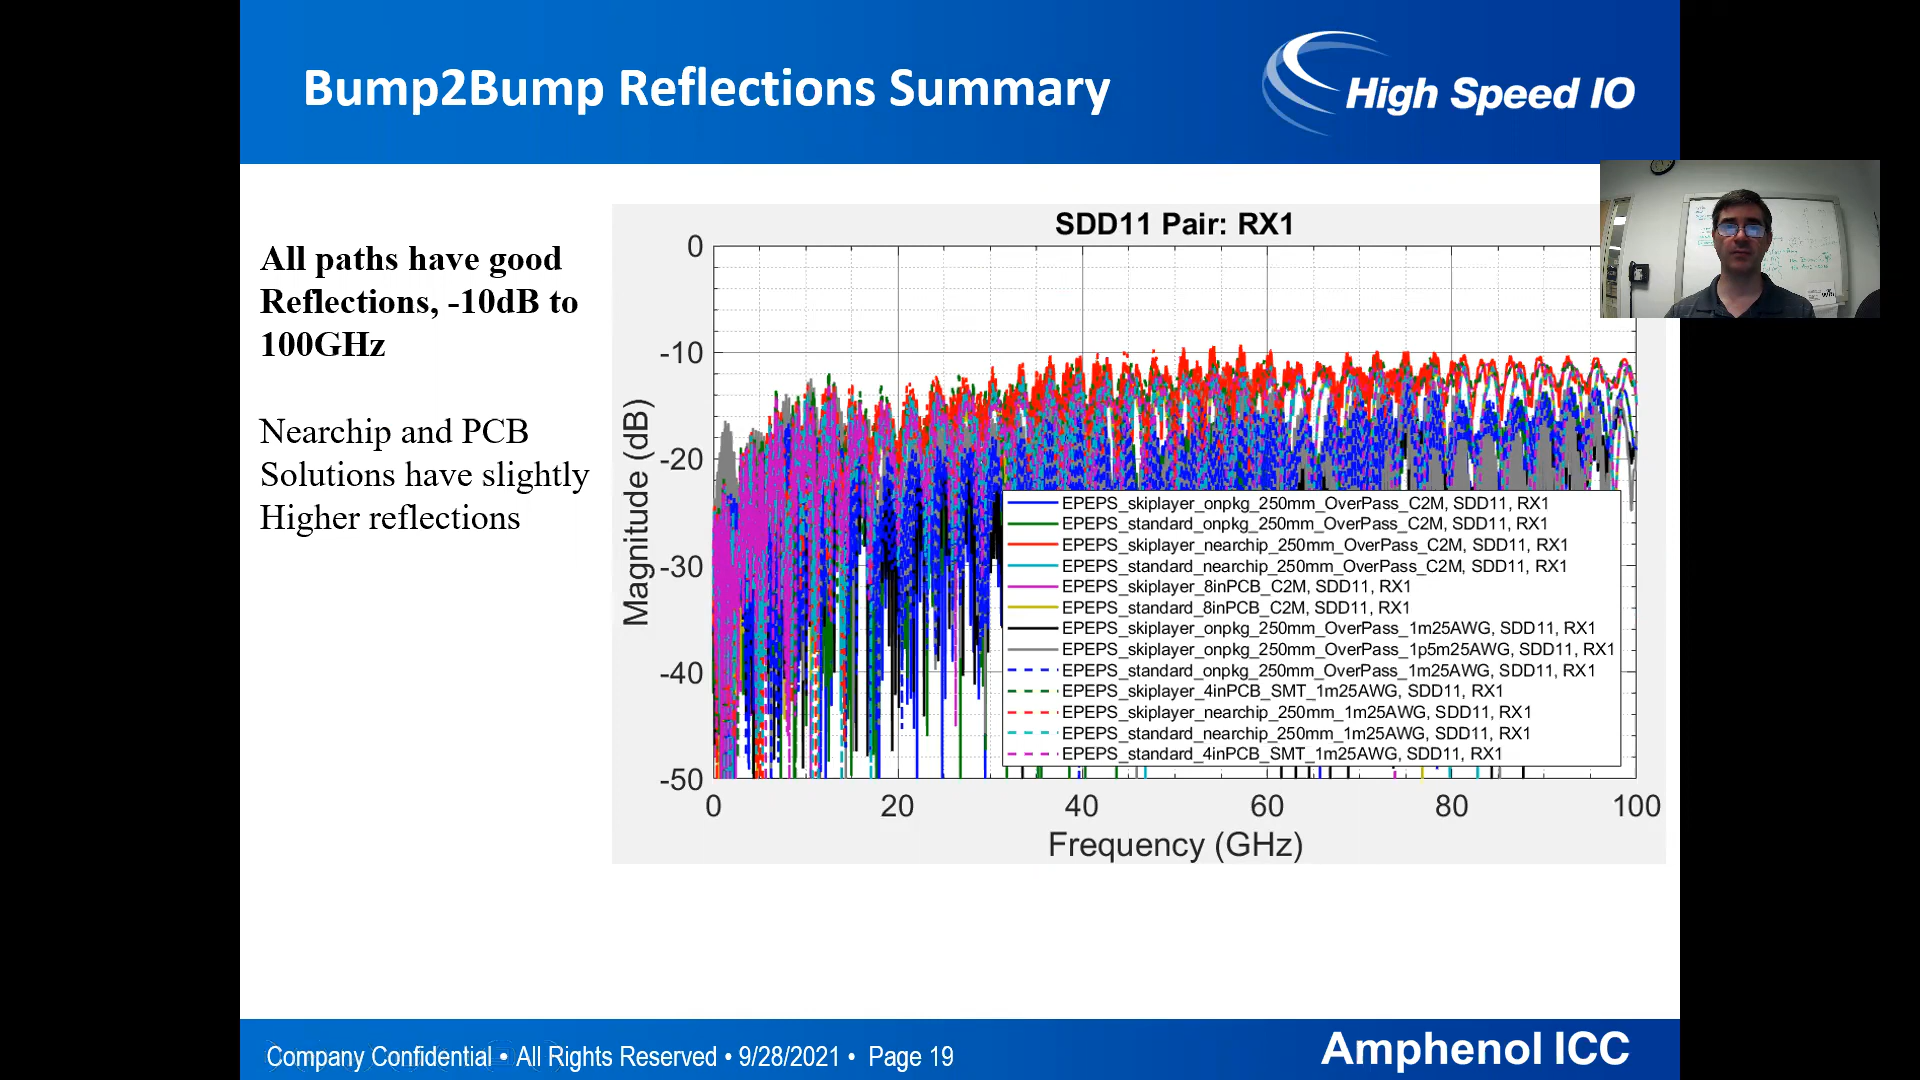 Bump2Bump Reflections Summary
High Speed IO
All paths have good
Reflections, -10dB to
100GHz
Nearchip and PCB
Solutions have slightly
Higher reflections
SDD11 Pair: RX1
Magnitude (dB)
0
-10
-20
-30
-40
-50
EPEPS_skiplayer_onpkg_250mm_OverPass_C2M, SDD11, RX1
EPEPS_standard_onpkg_250mm_OverPass_C2M, SDD11, RX1
EPEPS_skiplayer_nearchip_250mm_OverPass_C2M, SDD11, RX1
EPEPS_standard_nearchip_250mm_OverPass_C2M, SDD11, RX1
EPEPS_skiplayer_8inPCB_C2M, SDD11, RX1
EPEPS_standard_8inPCB_C2M, SDD11, RX1
EPEPS_skiplayer_onpkg_250mm_OverPass_1m25AWG, SDD11, RX1
EPEPS_skiplayer_onpkg_250mm_OverPass_1p5m25AWG, SDD11, RX1
EPEPS_standard_onpkg_250mm_OverPass_1m25AWG, SDD11, RX1
EPEPS_skiplayer_4inPCB_SMT_1m25AWG, SDD11, RX1
EPEPS_skiplayer_nearchip_250mm_1m25AWG, SDD11, RX1
EPEPS_standard_nearchip_250mm_1m25AWG, SDD11, RX1
EPEPS_standard_4inPCB_SMT_1m25AWG, SDD11, RX1
0 20 40 60 80 100
Frequency (GHz)
Company Confidential • All Rights Reserved • 9/28/2021 • Page 19
Amphenol ICC